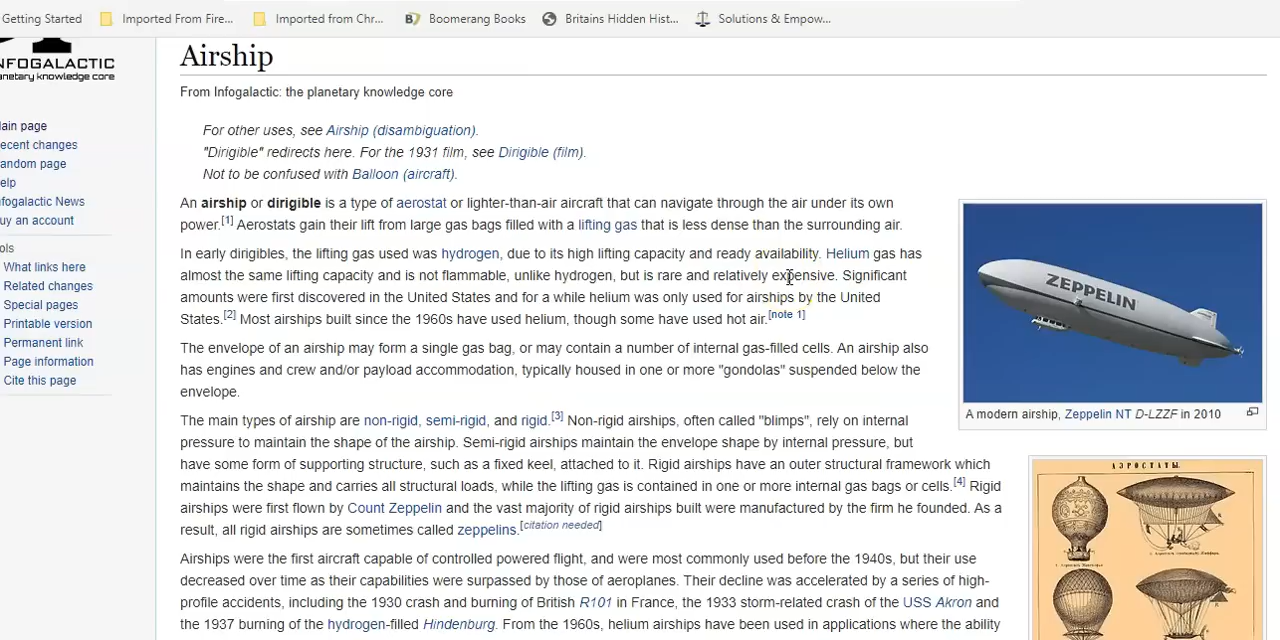 Getting Started
Imported From Fire...
Imported from Chr...
Boomerang Books
Britains Hidden Hist...
Solutions & Empow...
NFOGALACTIC
anetary knowledge core
ain page
ecent changes
andom page
elp
nfogalactic News
uy an account
ols
What links here
Related changes
Special pages
Printable version
Permanent link
Page information
Cite this page
Airship
From Infogalactic: the planetary knowledge core
For other uses, see Airship (disambiguation).
"Dirigible" redirects here. For the 1931 film, see Dirigible (film).
Not to be confused with Balloon (aircraft).
An airship or dirigible is a type of aerostat or lighter-than-air aircraft that can navigate through the air under its own
power.[1] Aerostats gain their lift from large gas bags filled with a lifting gas that is less dense than the surrounding air.
In early dirigibles, the lifting gas used was hydrogen, due to its high lifting capacity and ready availability. Helium gas has
almost the same lifting capacity and is not flammable, unlike hydrogen, but is rare and relatively expensive. Significant
amounts were first discovered in the United States and for a while helium was only used for airships by the United
States.[2] Most airships built since the 1960s have used helium, though some have used hot air.[note 1]
The envelope of an airship may form a single gas bag, or may contain a number of internal gas-filled cells. An airship also
has engines and crew and/or payload accommodation, typically housed in one or more "gondolas" suspended below the
envelope.
The main types of airship are non-rigid, semi-rigid, and rigid.[3] Non-rigid airships, often called "blimps", rely on internal
pressure to maintain the shape of the airship. Semi-rigid airships maintain the envelope shape by internal pressure, but
have some form of supporting structure, such as a fixed keel, attached to it. Rigid airships have an outer structural framework which
maintains the shape and carries all structural loads, while the lifting gas is contained in one or more internal gas bags or cells.[4] Rigid
airships were first flown by Count Zeppelin and the vast majority of rigid airships built were manufactured by the firm he founded. As a
result, all rigid airships are sometimes called zeppelins.[citation needed]
Airships were the first aircraft capable of controlled powered flight, and were most commonly used before the 1940s, but their use
decreased over time as their capabilities were surpassed by those of aeroplanes. Their decline was accelerated by a series of high-
profile accidents, including the 1930 crash and burning of British R101 in France, the 1933 storm-related crash of the USS Akron and
the 1937 burning of the hydrogen-filled Hindenburg. From the 1960s, helium airships have been used in applications where the ability
ZEPPELIN
A modern airship, Zeppelin NT D-LZZF in 2010
АЭРОСТАТЫ.